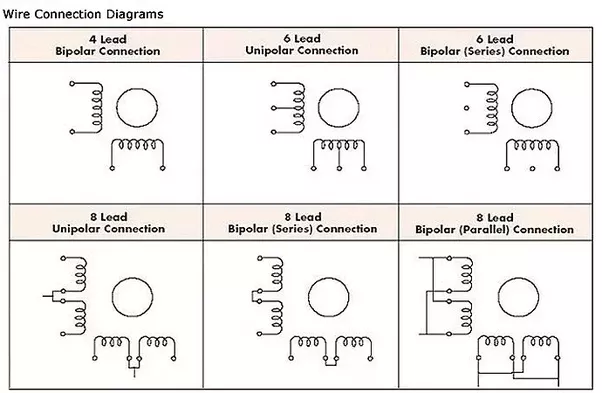 Wire Connection Diagrams
4 Lead
Bipolar Connection
6 Lead
Unipolar Connection
6 Lead
Bipolar (Series) Connection
8 Lead
Unipolar Connection
8 Lead
Bipolar (Series) Connection
8 Lead
Bipolar (Parallel) Connection